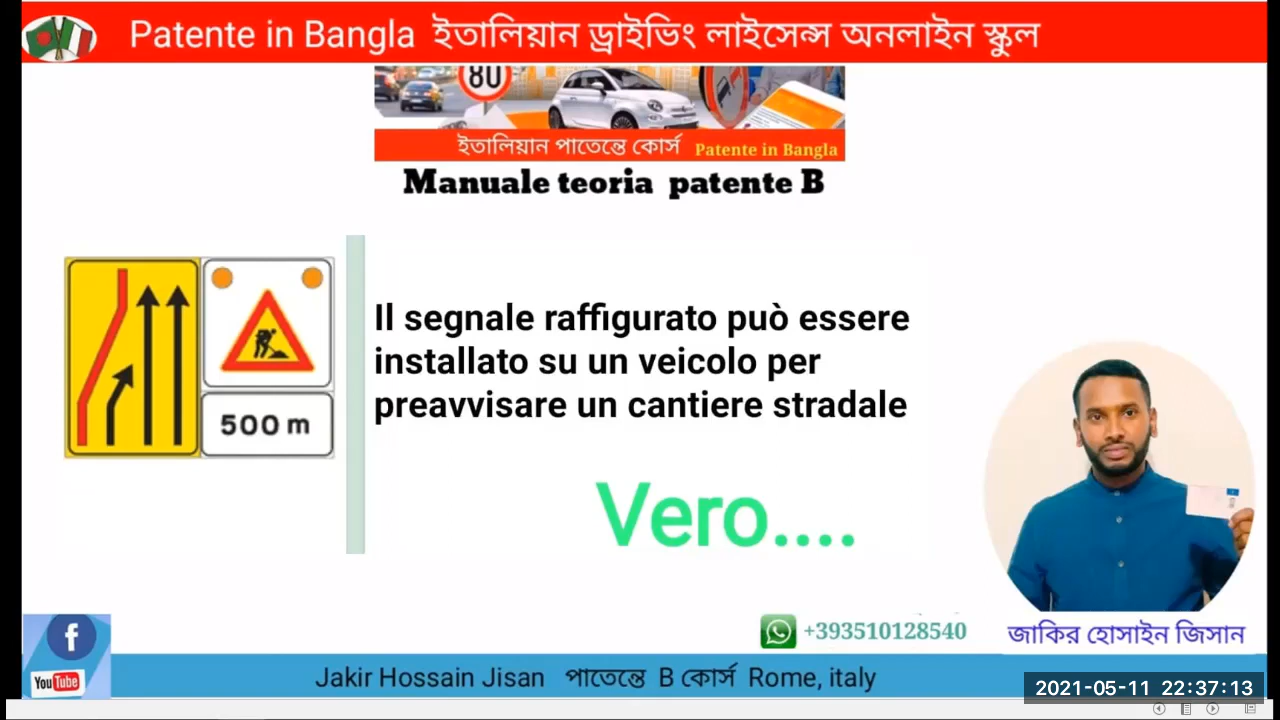 Patente in Bangla ইতালিয়ান ড্রাইভিং লাইসেন্স অনলাইন স্কুল
80
ইতালিয়ান পাতেন্তে কোর্স Patente in Bangla
Manuale teoria patente B
500 m
Il segnale raffigurato può essere
installato su un veicolo per
preavvisare un cantiere stradale
Vero....
f
+393510128540
জাকির হোসাইন জিসান
You Tube
Jakir Hossain Jisan পাতেন্তে B কোর্স Rome, italy
2021-05-11 22:37:13